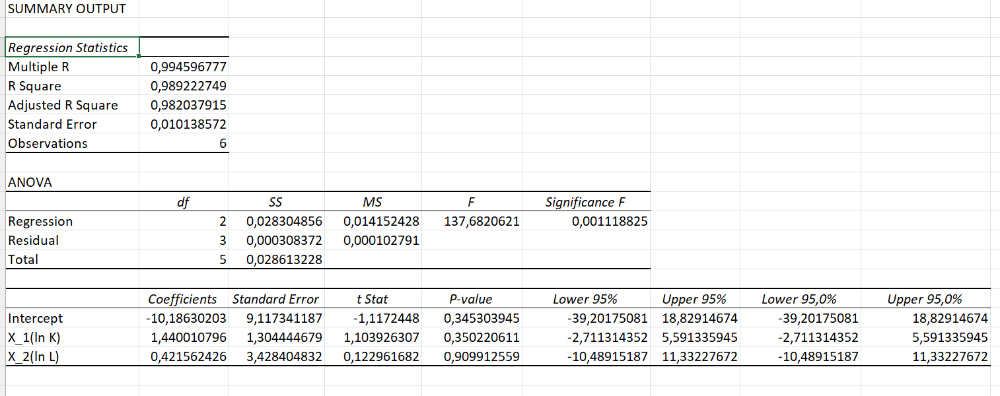 SUMMARY OUTPUT
Regression Statistics
Multiple R 0,994596777
R Square 0,989222749
Adjusted R Square 0,982037915
Standard Error 0,010138572
Observations 6
ANOVA
df SS MS F Significance F
Regression 2 0,028304856 0,014152428 137,6820621 0,001118825
Residual 3 0,000308372 0,000102791
Total 5 0,028613228
Coefficients Standard Error t Stat P-value Lower 95% Upper 95% Lower 95,0% Upper 95,0%
Intercept -10,18630203 9,117341187 -1,1172448 0,345303945 -39,20175081 18,82914674 -39,20175081 18,82914674
X_1(ln K) 1,440010796 1,304444679 1,103926307 0,350220611 -2,711314352 5,591335945 -2,711314352 5,591335945
X_2(ln L) 0,421562426 3,428404832 0,122961682 0,909912559 -10,48915187 11,33227672 -10,48915187 11,33227672